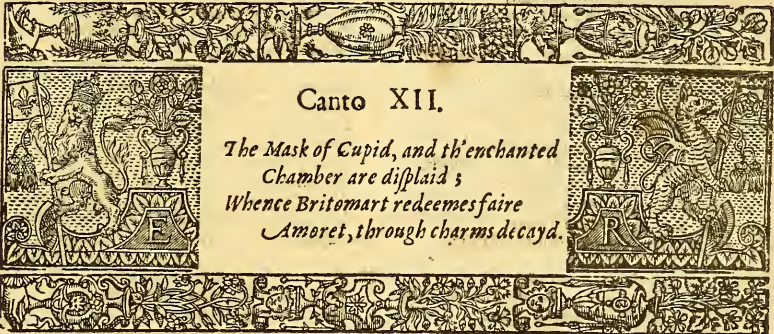 Canto XII.
The Mask of Cupid, and th'enchanted
Chamber are displaid ;
Whence Britomart redeemes faire
Amoret, through charms decayd.
E R